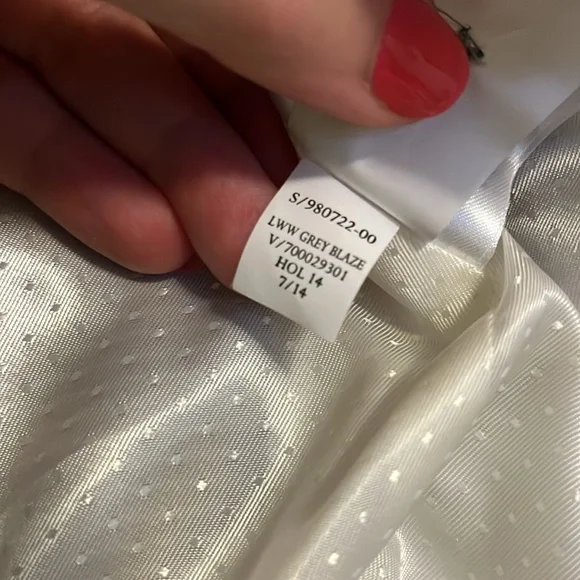 S/980722-00
LWW GREY BLAZE
V/700029301
HOL 14
7/14